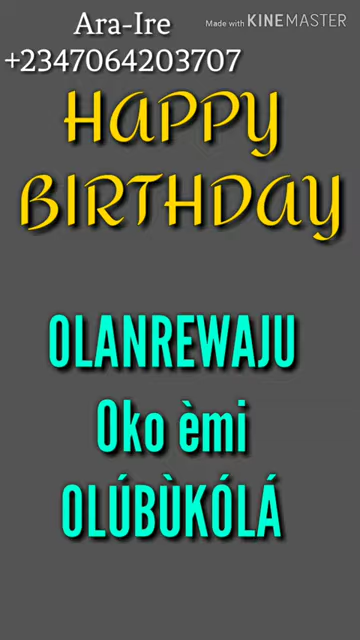 Ara-Ire
Made with KINEMASTER
+2347064203707
HAPPY
BIRTHDAY
OLANREWAJU
Oko èmi
OLÚBÙKÓLÁ